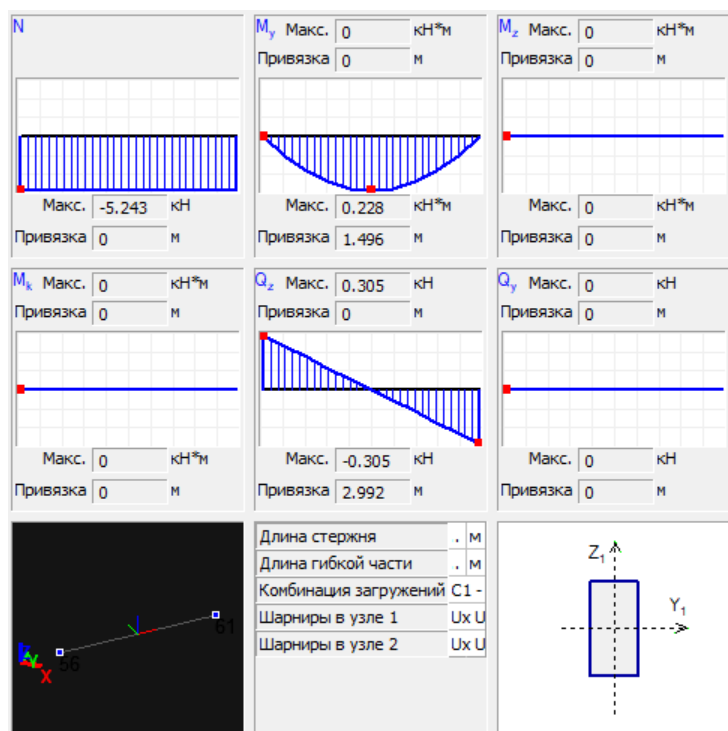 N
Макс. -5.243 кН
Привязка 0 м
My Макс. 0 кН*м
Привязка 0 м
Макс. 0.228 кН*м
Привязка 1.496 м
Mz Макс. 0 кН*м
Привязка 0 м
Макс. 0 кН*м
Привязка 0 м
Mk Макс. 0 кН*м
Привязка 0 м
Макс. 0 кН*м
Привязка 0 м
Qz Макс. 0.305 кН
Привязка 0 м
Макс. -0.305 кН
Привязка 2.992 м
Qy Макс. 0 кН
Привязка 0 м
Макс. 0 кН
Привязка 0 м
61
56
Y
X
Длина стержня . м
Длина гибкой части . м
Комбинация загружений C1 -
Шарниры в узле 1 Ux U
Шарниры в узле 2 Ux U
Z1
Y1